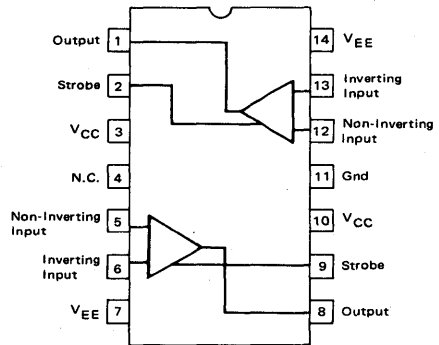 Output 1
Strobe 2
VCC 3
N.C. 4
Non-Inverting
Input 5
Inverting
Input 6
VEE 7
14 VEE
13 Inverting
Input
12 Non-Inverting
Input
11 Gnd
10 VCC
9 Strobe
8 Output